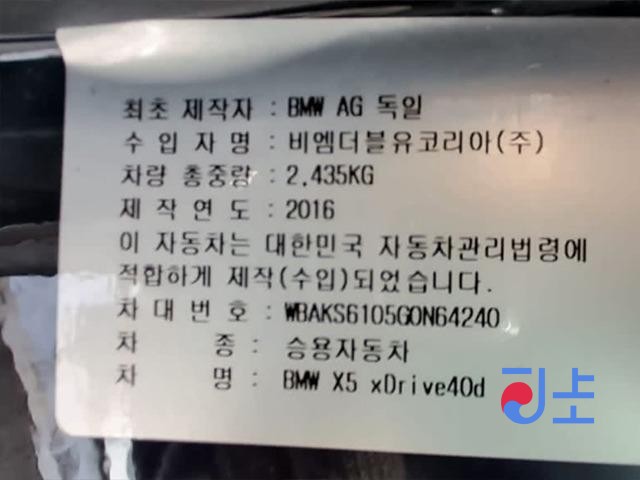 최초 제작자 : BMW AG 독일
수 입 자 명 : 비엠더블유코리아(주)
차량 총중량 : 2,435KG
제 작 연 도 : 2016
이 자동차는 대한민국 자동차관리법령에
적합하게 제작(수입)되었습니다.
차 대 번 호 : WBAKS6105G0N64240
차 종 : 승용자동차
차 명 : BMW X5 xDrive40d